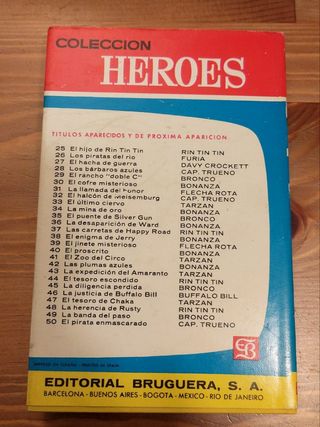 COLECCION
HEROES
TITULOS APARECIDOS Y DE PROXIMA APARICION
25 El hijo de Rin Tin Tin RIN TIN TIN
26 Los piratas del rio FURIA
27 El hacha de guerra DAVY CROCKETT
28 Los bárbaros azules CAP. TRUENO
29 El rancho "doble C" BRONCO
30 El cofre misterioso BONANZA
31 La llamada del honor FLECHA ROTA
32 El halcón de weisemburg CAP. TRUENO
33 El último ciervo TARZAN
34 La mina de oro BONANZA
35 El puente de Silver Gun BRONCO
36 La desaparición de Ward BONANZA
37 Las carretas de Happy Road RIN TIN TIN
38 El enigma de Jerry BONANZA
39 El jinete misterioso FLECHA ROTA
40 El proscrito BONANZA
41 El Zoo del Circo TARZAN
42 Las plumas azules BONANZA
43 La expedición del Amaranto TARZAN
44 El tesoro escondido RIN TIN TIN
45 La diligencia perdida BRONCO
46 La justicia de Buffalo Bill BUFFALO BILL
47 El tesoro de Chaka TARZAN
48 La herencia de Rusty RIN TIN TIN
49 La banda del paso BRONCO
50 El pirata enmascarado CAP. TRUENO
EDITORIAL BRUGUERA, S. A.
BARCELONA - BUENOS AIRES - BOGOTA - MEXICO - RIO DE JANEIRO